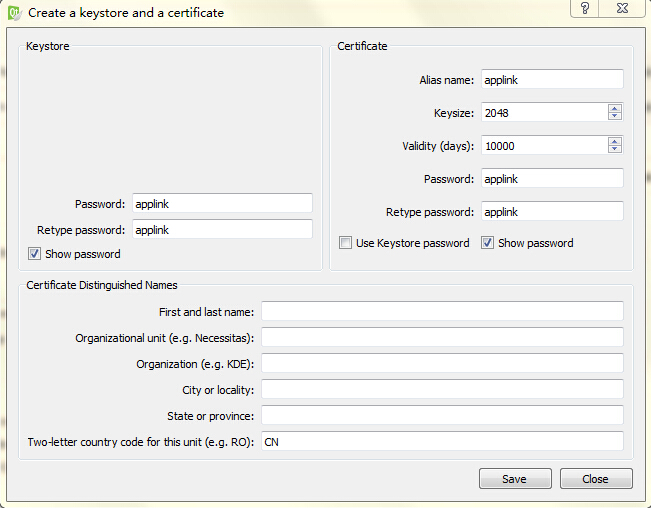 Create a keystore and a certificate
Keystore
Password: applink
Retype password: applink
Show password
Certificate
Alias name: applink
Keysize: 2048
Validity (days): 10000
Password: applink
Retype password: applink
Use Keystore password Show password
Certificate Distinguished Names
First and last name:
Organizational unit (e.g. Necessitas):
Organization (e.g. KDE):
City or locality:
State or province:
Two-letter country code for this unit (e.g. RO): CN
Save Close